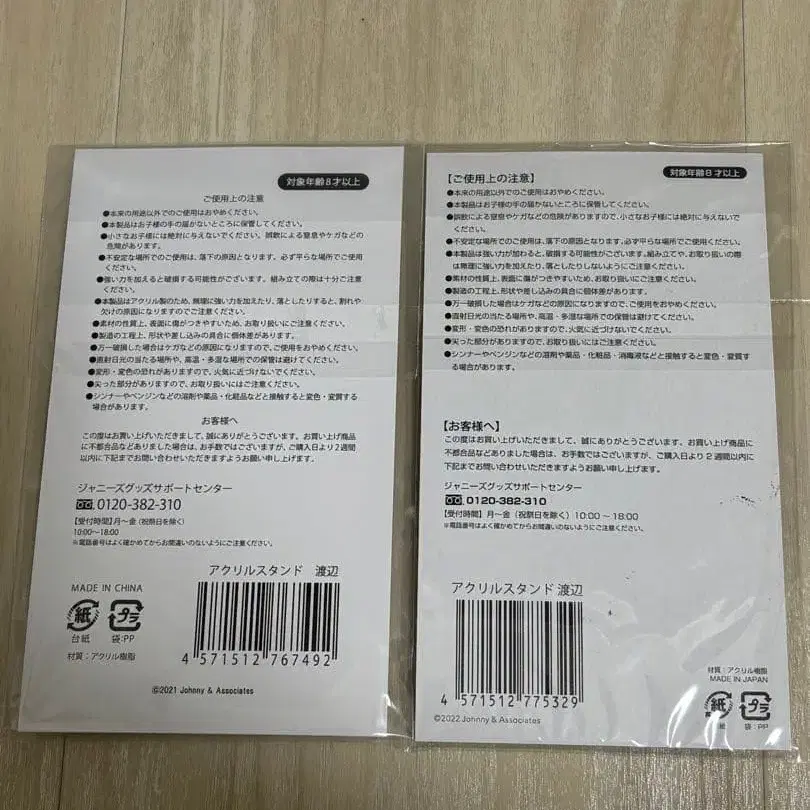 対象年齢8才以上
ご使用上の注意
●本来の用途以外でのご使用はおやめください。
●本製品はお子様の手の届かないところに保管してください。
●小さなお子様には絶対に与えないでください。誤飲による窒息やケガなどの
危険があります。
●不安定な場所でのご使用は、落下の原因となります。必ず平らな場所でご使用
ください。
●強い力を加えると破損する可能性がございます。組み立ての際は十分ご注意
ください。
●本製品はアクリル製のため、無理に強い力を加えたり、落としたりすると、割れや
欠けの原因になりますのでご注意ください。
●素材の性質上、表面に傷がつきやすいため、お取り扱いにご注意ください。
●製造の工程上、形状や差し込みの具合に個体差があります。
●万一破損した場合はケガなどの原因になりますので、ご使用をおやめください。
●直射日光の当たる場所や、高温・多湿な場所での保管は避けてください。
●変形・変色の恐れがありますので、火気に近づけないでください。
●尖った部分がありますので、お取り扱いにはご注意ください。
●シンナーやベンジンなどの溶剤や薬品・化粧品などと接触すると変色・変質する
場合があります。
お客様へ
この度はお買い上げいただきまして、誠にありがとうございます。お買い上げ商品
に不都合品などありました場合は、お手数ではございますが、ご購入日より2週間
以内に下記までお問い合わせいただきますようお願い申し上げます。
ジャニーズグッズサポートセンター
0120-382-310
【受付時間】月～金（祝祭日を除く）
10:00～18:00
※電話番号はよく確かめてからお間違いのないようにご注意ください。
アクリルスタンド 渡辺
MADE IN CHINA
紙
プラ
台紙
袋:PP
材質：アクリル樹脂
4 571512 767492
©2021 Johnny & Associates
【ご使用上の注意】
対象年齢8才以上
●本来の用途以外でのご使用はおやめください。
●本製品はお子様の手の届かないところに保管してください。
●誤飲による窒息やケガなどの危険がありますので、小さなお子様には絶対に与えないで
ください。
●不安定な場所でのご使用は、落下の原因となります。必ず平らな場所でご使用ください。
●本製品は強い力が加わると、破損する可能性がございます。組み立てや、お取り扱いの際
は無理に強い力を加えたり、落としたりしないようにご注意ください。
●素材の性質上、表面に傷がつきやすいため、お取り扱いにご注意ください。
●製造の工程上、形状や差し込みの具合に個体差があります。
●万一破損した場合はケガなどの原因になりますので、ご使用をおやめください。
●直射日光の当たる場所や、高温・多湿な場所での保管は避けてください。
●変形・変色の恐れがありますので、火気に近づけないでください。
●尖った部分がありますので、お取り扱いにはご注意ください。
●シンナーやベンジンなどの溶剤や薬品・化粧品・消毒液などと接触すると変色・変質す
る場合があります。
【お客様へ】
この度はお買い上げいただきまして、誠にありがとうございます。お買い上げ商品に
不都合品などありました場合は、お手数ではございますが、ご購入日より2週間以内
に下記までお問い合わせいただきますようお願い申し上げます。
ジャニーズグッズサポートセンター
0120-382-310
【受付時間】月～金（祝祭日を除く）10:00～18:00
※電話番号はよく確かめてからお間違いのないようにご注意ください。
アクリルスタンド 渡辺
4 571512 775329
©2022 Johnny & Associates
材質：アクリル樹脂
MADE IN JAPAN
紙
プラ
紙
袋：PP